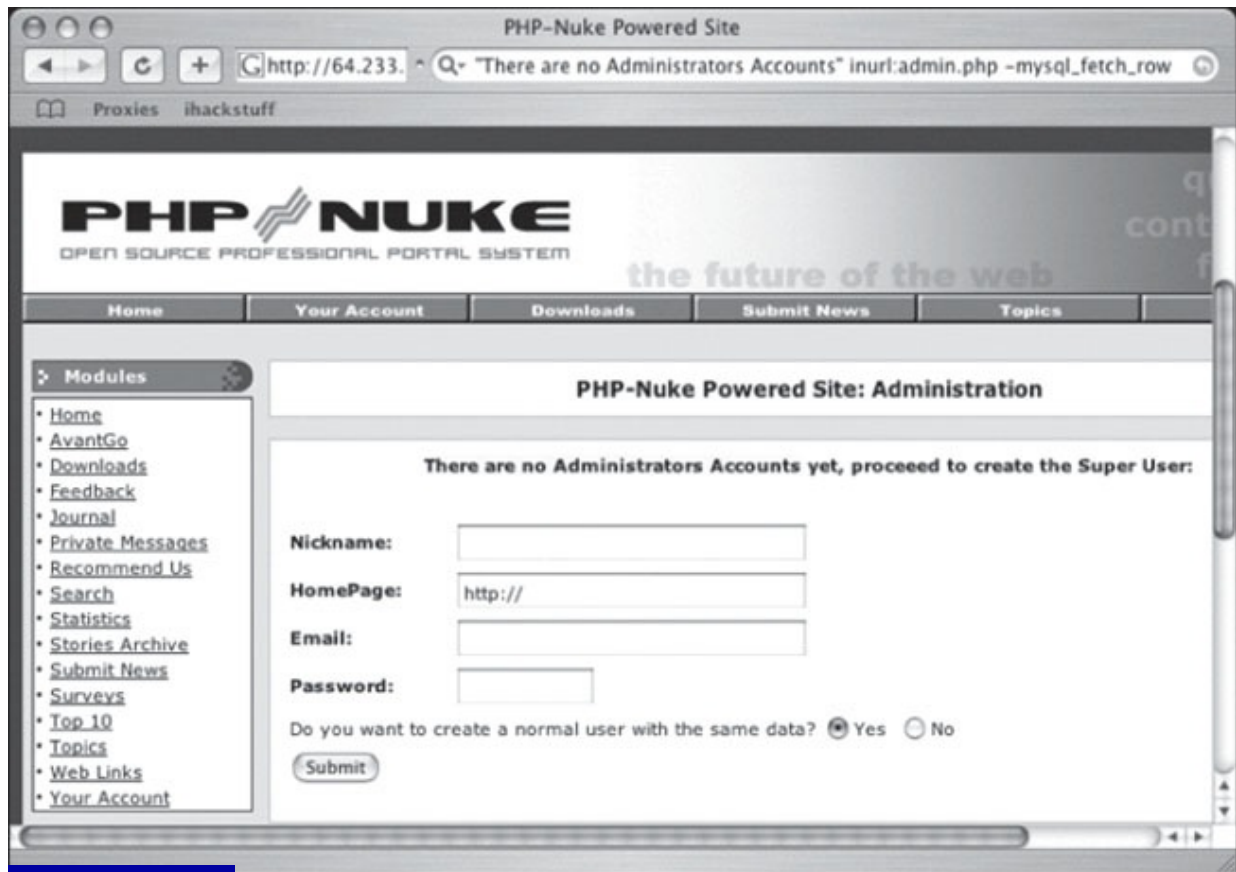 PHP-Nuke Powered Site
http://64.233. "There are no Administrators Accounts" inurl:admin.php -mysql_fetch_row
Proxies ihackstuff
PHP NUKE
OPEN SOURCE PROFESSIONAL PORTAL SYSTEM
the future of the web
Home Your Account Downloads Submit News Topics
Modules
PHP-Nuke Powered Site: Administration
• Home
• AvantGo
• Downloads
• Feedback
• Journal
• Private Messages
• Recommend Us
• Search
• Statistics
• Stories Archive
• Submit News
• Surveys
• Top 10
• Topics
• Web Links
• Your Account
There are no Administrators Accounts yet, proceeed to create the Super User:
Nickname:
HomePage: http://
Email:
Password:
Do you want to create a normal user with the same data? Yes No
Submit